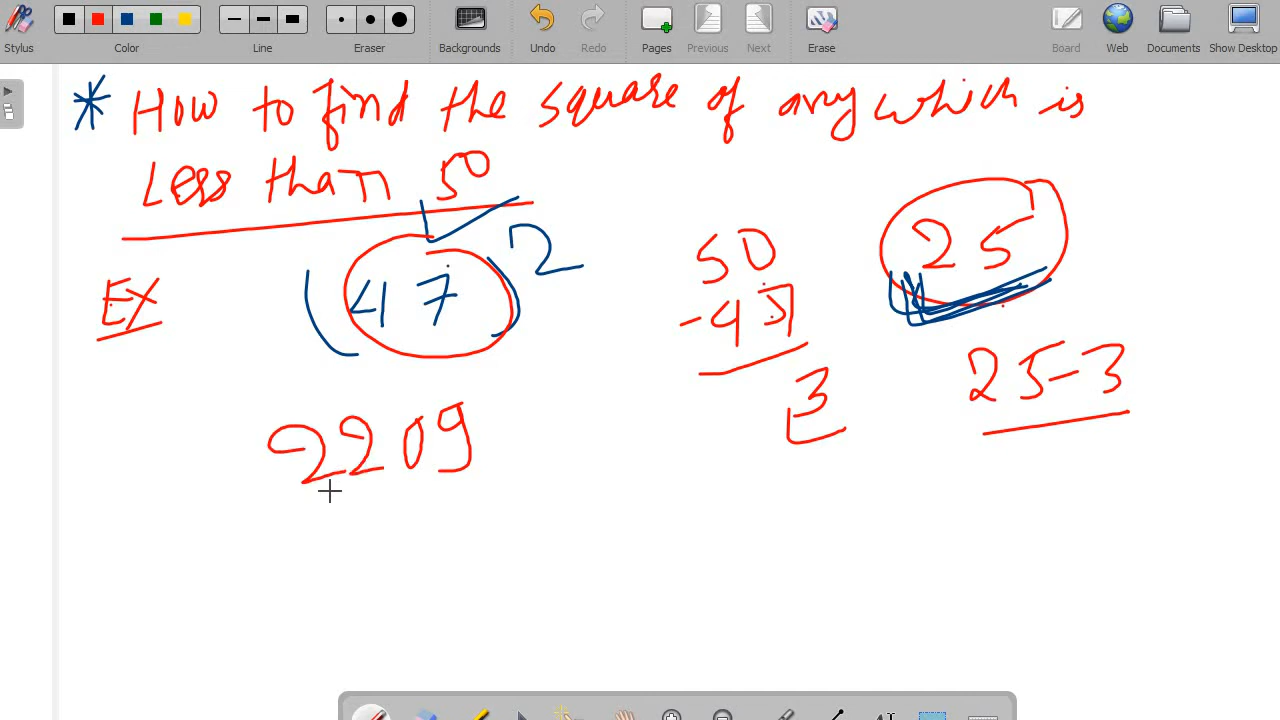 Stylus Color Line Eraser Backgrounds Undo Redo Pages Previous Next Erase Board Web Documents Show Desktop
* How to find the square of any which is
Less than 50
EX (47)2
50
-47
3
25
25-3
2209